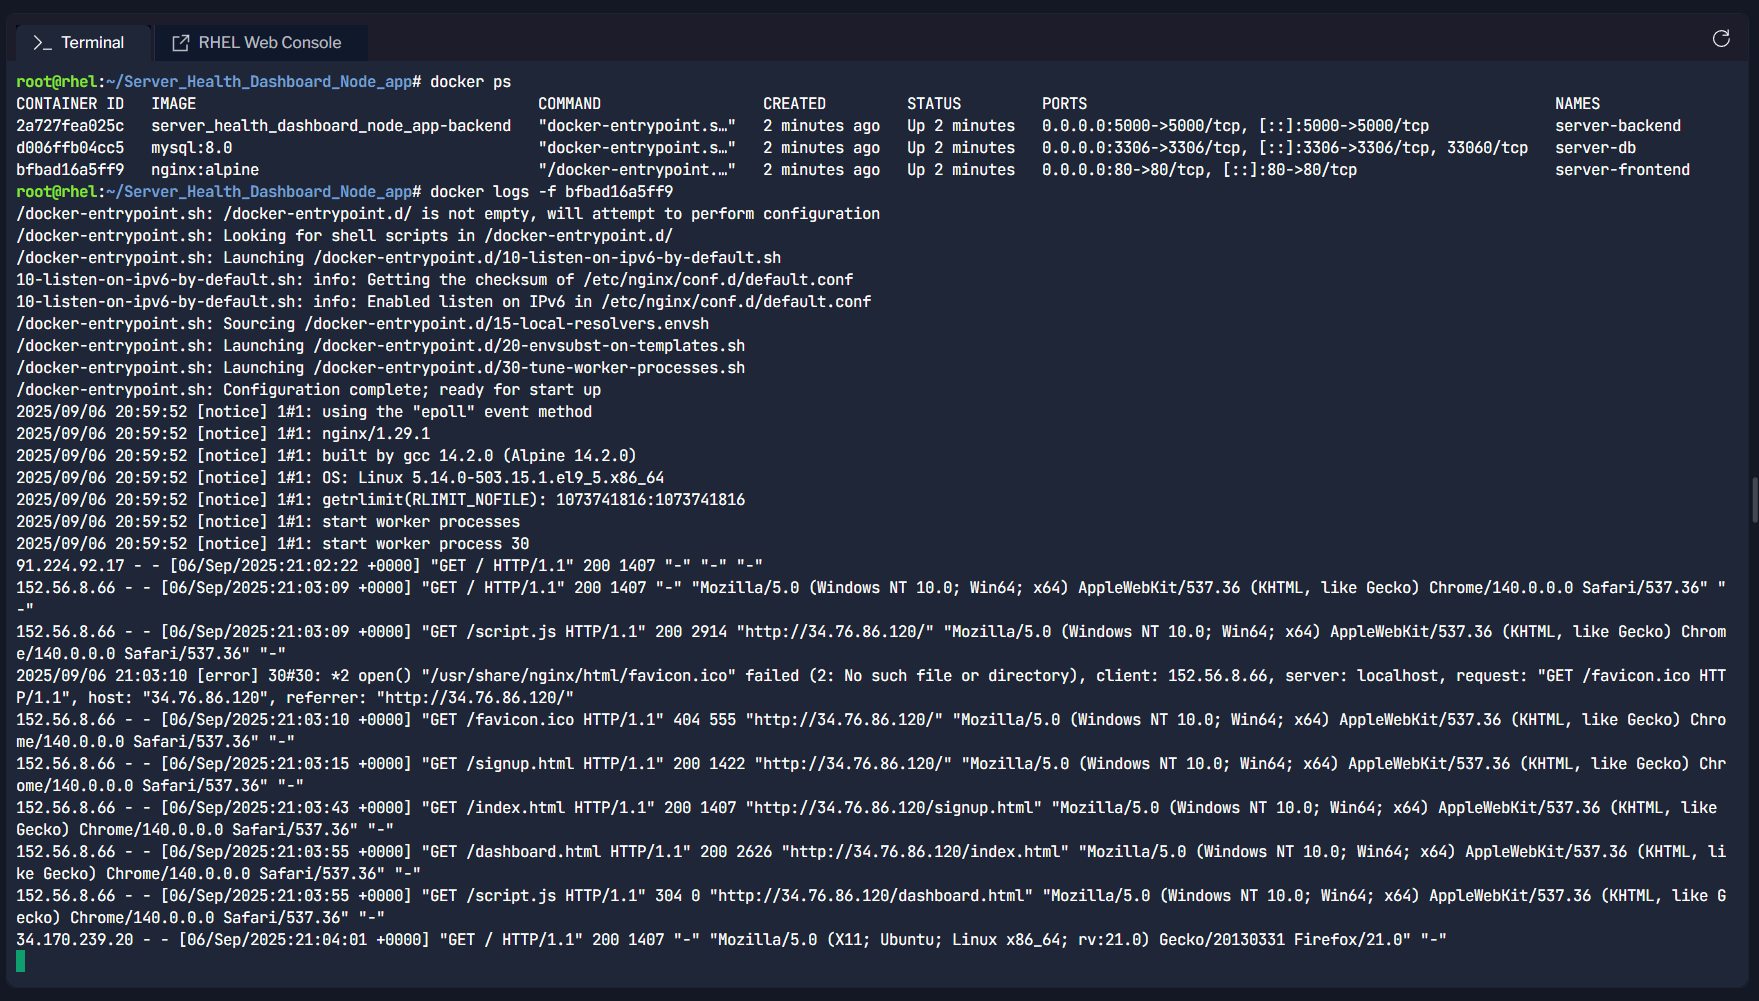 Terminal
RHEL Web Console
root@rhel:~/Server_Health_Dashboard_Node_app# docker ps
CONTAINER ID   IMAGE                                      COMMAND                  CREATED         STATUS         PORTS                                                    NAMES
2a727fea025c   server_health_dashboard_node_app-backend   "docker-entrypoint.s…"   2 minutes ago   Up 2 minutes   0.0.0.0:5000->5000/tcp, [::]:5000->5000/tcp              server-backend
d006ffb04cc5   mysql:8.0                                  "docker-entrypoint.s…"   2 minutes ago   Up 2 minutes   0.0.0.0:3306->3306/tcp, [::]:3306->3306/tcp, 33060/tcp   server-db
bfbad16a5ff9   nginx:alpine                               "/docker-entrypoint.…"   2 minutes ago   Up 2 minutes   0.0.0.0:80->80/tcp, [::]:80->80/tcp                      server-frontend
root@rhel:~/Server_Health_Dashboard_Node_app# docker logs -f bfbad16a5ff9
/docker-entrypoint.sh: /docker-entrypoint.d/ is not empty, will attempt to perform configuration
/docker-entrypoint.sh: Looking for shell scripts in /docker-entrypoint.d/
/docker-entrypoint.sh: Launching /docker-entrypoint.d/10-listen-on-ipv6-by-default.sh
10-listen-on-ipv6-by-default.sh: info: Getting the checksum of /etc/nginx/conf.d/default.conf
10-listen-on-ipv6-by-default.sh: info: Enabled listen on IPv6 in /etc/nginx/conf.d/default.conf
/docker-entrypoint.sh: Sourcing /docker-entrypoint.d/15-local-resolvers.envsh
/docker-entrypoint.sh: Launching /docker-entrypoint.d/20-envsubst-on-templates.sh
/docker-entrypoint.sh: Launching /docker-entrypoint.d/30-tune-worker-processes.sh
/docker-entrypoint.sh: Configuration complete; ready for start up
2025/09/06 20:59:52 [notice] 1#1: using the "epoll" event method
2025/09/06 20:59:52 [notice] 1#1: nginx/1.29.1
2025/09/06 20:59:52 [notice] 1#1: built by gcc 14.2.0 (Alpine 14.2.0)
2025/09/06 20:59:52 [notice] 1#1: OS: Linux 5.14.0-503.15.1.el9_5.x86_64
2025/09/06 20:59:52 [notice] 1#1: getrlimit(RLIMIT_NOFILE): 1073741816:1073741816
2025/09/06 20:59:52 [notice] 1#1: start worker processes
2025/09/06 20:59:52 [notice] 1#1: start worker process 30
91.224.92.17 - - [06/Sep/2025:21:02:22 +0000] "GET / HTTP/1.1" 200 1407 "-" "-" "-"
152.56.8.66 - - [06/Sep/2025:21:03:09 +0000] "GET / HTTP/1.1" 200 1407 "-" "Mozilla/5.0 (Windows NT 10.0; Win64; x64) AppleWebKit/537.36 (KHTML, like Gecko) Chrome/140.0.0.0 Safari/537.36" "
-"
152.56.8.66 - - [06/Sep/2025:21:03:09 +0000] "GET /script.js HTTP/1.1" 200 2914 "http://34.76.86.120/" "Mozilla/5.0 (Windows NT 10.0; Win64; x64) AppleWebKit/537.36 (KHTML, like Gecko) Chrom
e/140.0.0.0 Safari/537.36" "-"
2025/09/06 21:03:10 [error] 30#30: *2 open() "/usr/share/nginx/html/favicon.ico" failed (2: No such file or directory), client: 152.56.8.66, server: localhost, request: "GET /favicon.ico HTT
P/1.1", host: "34.76.86.120", referrer: "http://34.76.86.120/"
152.56.8.66 - - [06/Sep/2025:21:03:10 +0000] "GET /favicon.ico HTTP/1.1" 404 555 "http://34.76.86.120/" "Mozilla/5.0 (Windows NT 10.0; Win64; x64) AppleWebKit/537.36 (KHTML, like Gecko) Chro
me/140.0.0.0 Safari/537.36" "-"
152.56.8.66 - - [06/Sep/2025:21:03:15 +0000] "GET /signup.html HTTP/1.1" 200 1422 "http://34.76.86.120/" "Mozilla/5.0 (Windows NT 10.0; Win64; x64) AppleWebKit/537.36 (KHTML, like Gecko) Chr
ome/140.0.0.0 Safari/537.36" "-"
152.56.8.66 - - [06/Sep/2025:21:03:43 +0000] "GET /index.html HTTP/1.1" 200 1407 "http://34.76.86.120/signup.html" "Mozilla/5.0 (Windows NT 10.0; Win64; x64) AppleWebKit/537.36 (KHTML, like
Gecko) Chrome/140.0.0.0 Safari/537.36" "-"
152.56.8.66 - - [06/Sep/2025:21:03:55 +0000] "GET /dashboard.html HTTP/1.1" 200 2626 "http://34.76.86.120/index.html" "Mozilla/5.0 (Windows NT 10.0; Win64; x64) AppleWebKit/537.36 (KHTML, li
ke Gecko) Chrome/140.0.0.0 Safari/537.36" "-"
152.56.8.66 - - [06/Sep/2025:21:03:55 +0000] "GET /script.js HTTP/1.1" 304 0 "http://34.76.86.120/dashboard.html" "Mozilla/5.0 (Windows NT 10.0; Win64; x64) AppleWebKit/537.36 (KHTML, like G
ecko) Chrome/140.0.0.0 Safari/537.36" "-"
34.170.239.20 - - [06/Sep/2025:21:04:01 +0000] "GET / HTTP/1.1" 200 1407 "-" "Mozilla/5.0 (X11; Ubuntu; Linux x86_64; rv:21.0) Gecko/20130331 Firefox/21.0" "-"